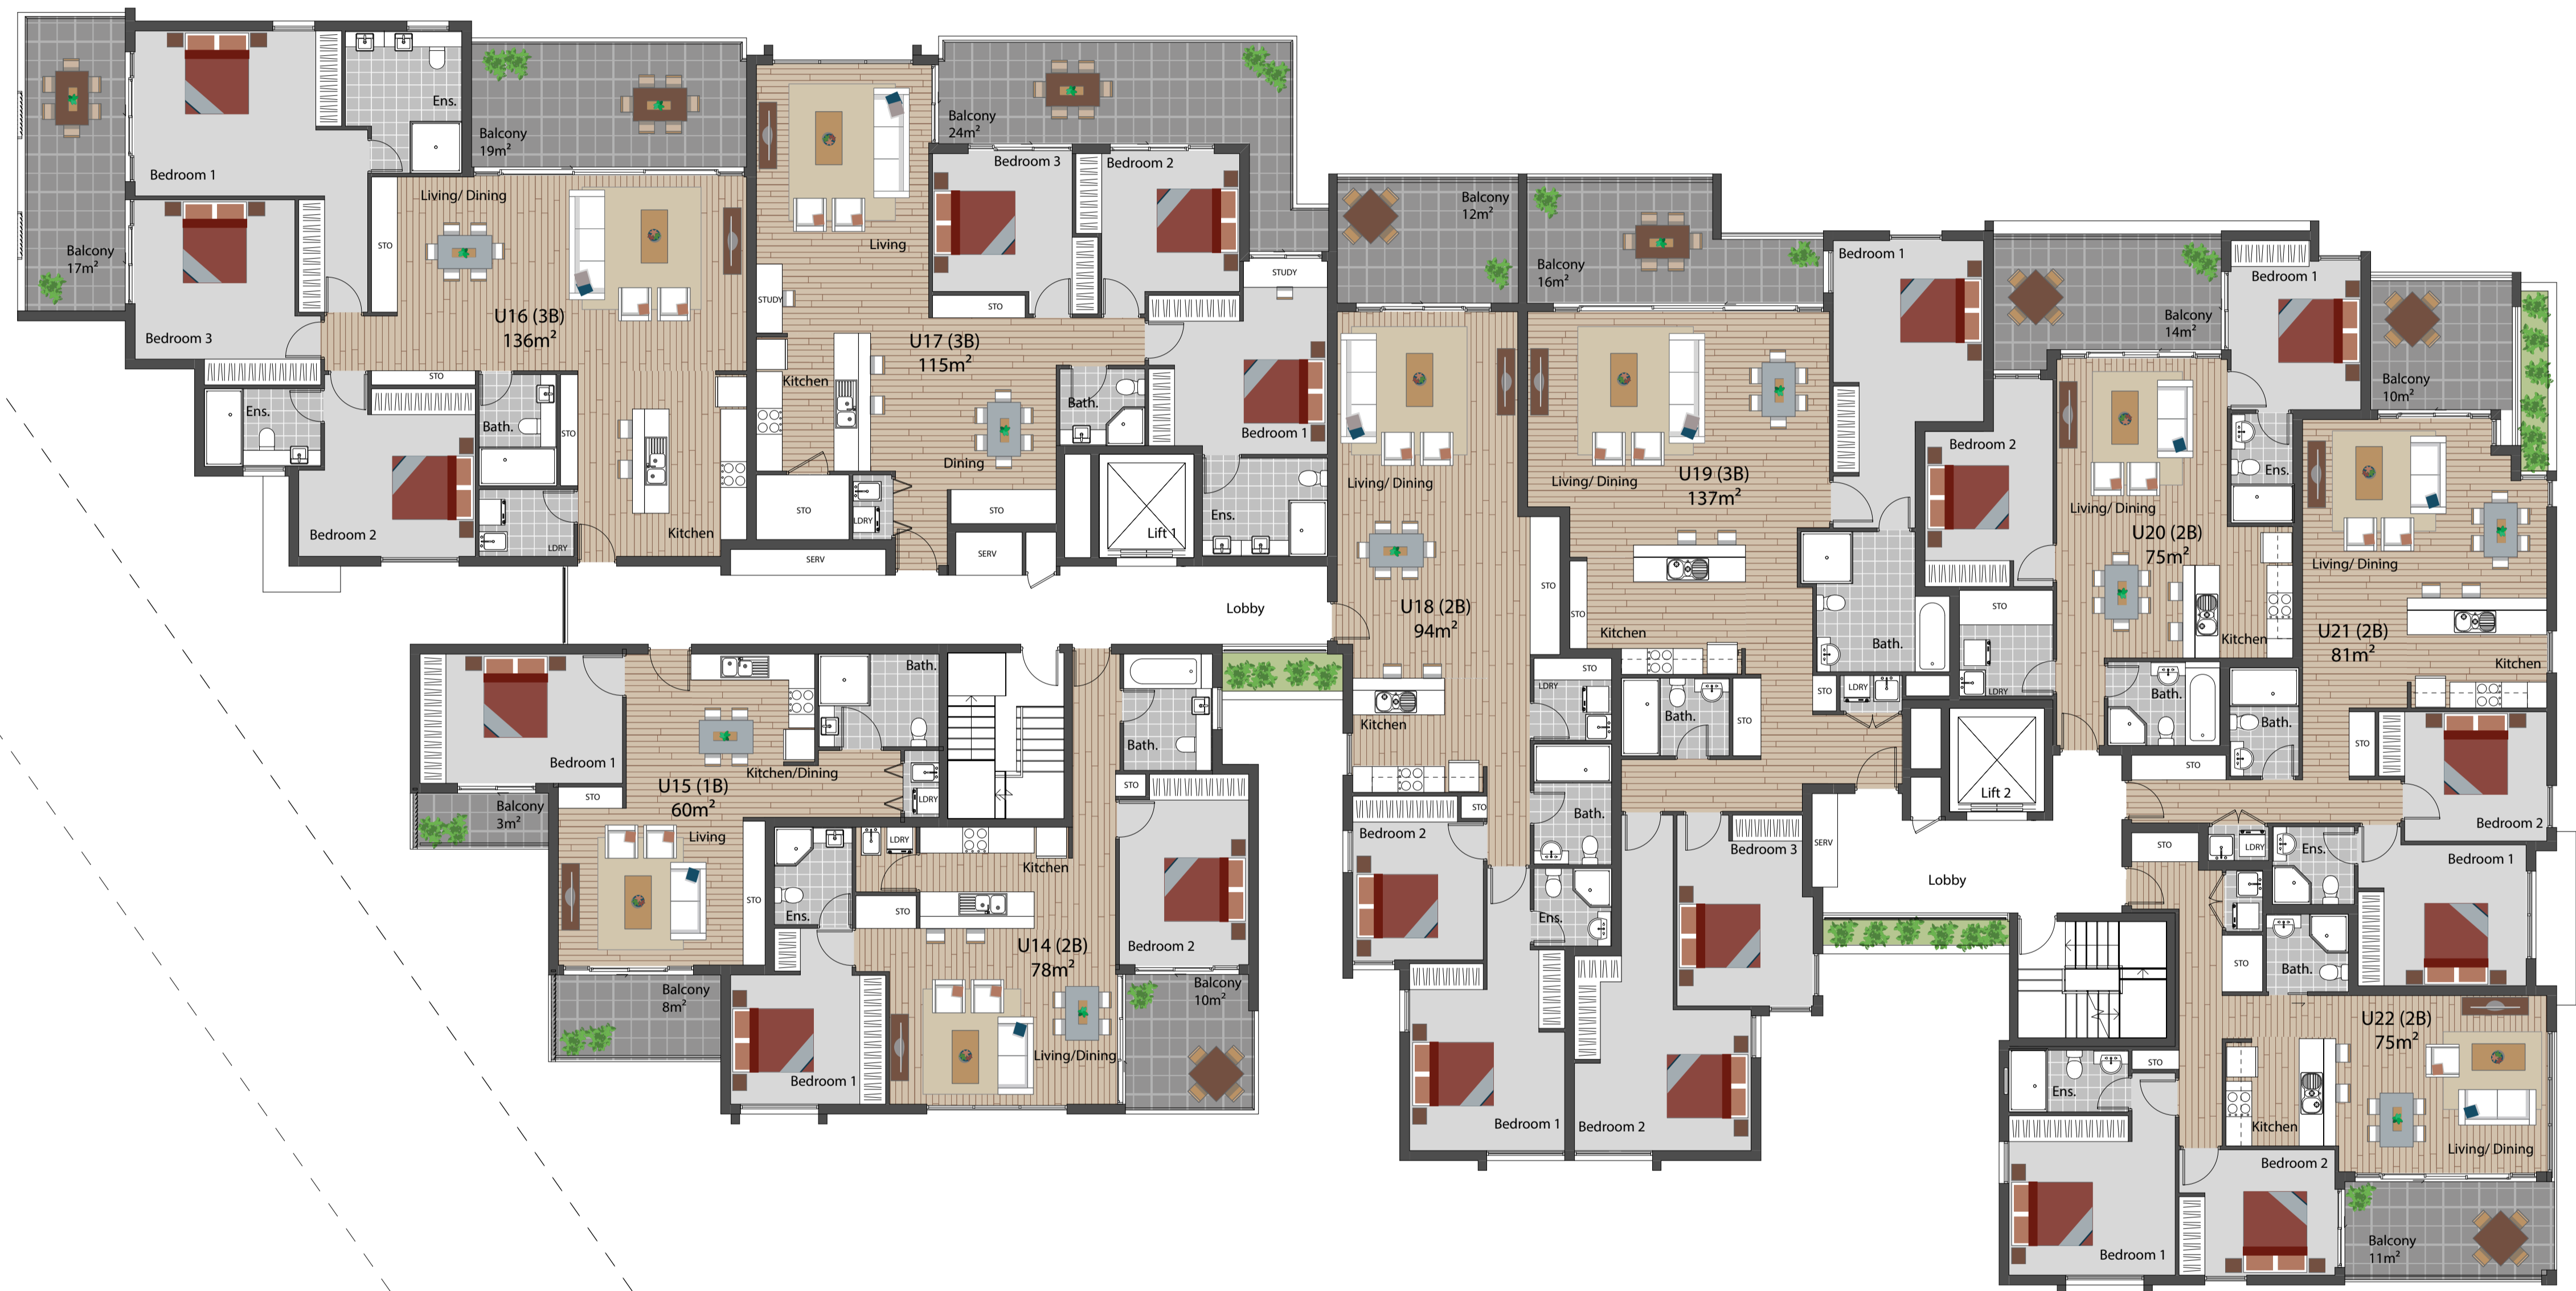 Bedroom 1
Ens.
Balcony
17m²
Bedroom 3
Living/ Dining
Balcony
19m²
STO
U16 (3B)
136m²
STO
Ens.
Bath.
STO
Bedroom 2
LDRY
Kitchen
Living
STUDY
Balcony
24m²
Bedroom 3
Bedroom 2
STO
STUDY
U17 (3B)
115m²
Kitchen
Dining
Bath.
Bedroom 1
STO
LDRY
STO
Lift 1
Ens.
SERV
SERV
Lobby
Balcony
12m²
Living/ Dining
STO
U18 (2B)
94m²
STO
LDRY
Kitchen
STO
Bath.
Bedroom 2
Ens.
Bedroom 1
Balcony
16m²
Bedroom 1
Living/ Dining
U19 (3B)
137m²
STO
Kitchen
Bath.
Bath.
STO
STO
LDRY
Bedroom 3
Bedroom 2
SERV
Balcony
14m²
Bedroom 1
Bedroom 2
Living/ Dining
Ens.
U20 (2B)
75m²
STO
Kitchen
LDRY
Bath.
Balcony
10m²
Living/ Dining
U21 (2B)
81m²
Kitchen
Bath.
STO
STO
Bedroom 2
LDRY
Ens.
Bedroom 1
Lift 2
Lobby
STO
STO
Bath.
U22 (2B)
75m²
STO
Ens.
Kitchen
Living/ Dining
Bedroom 2
Bedroom 1
Balcony
11m²
Bedroom 1
Bath.
Kitchen/Dining
U15 (1B)
60m²
STO
Balcony
3m²
LDRY
Living
STO
Balcony
8m²
Bath.
STO
LDRY
Kitchen
Ens.
STO
Bedroom 2
U14 (2B)
78m²
Balcony
10m²
Living/Dining
Bedroom 1